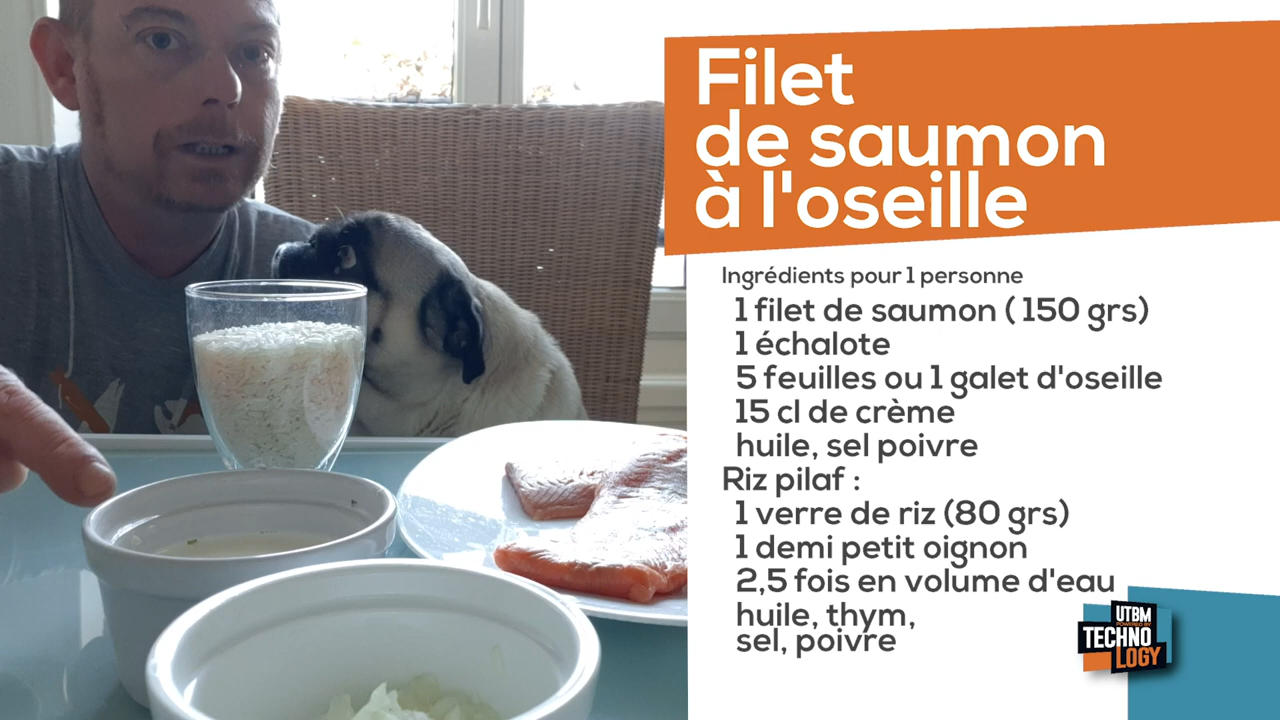 Filet
de saumon
à l'oseille
Ingrédients pour 1 personne
1 filet de saumon ( 150 grs)
1 échalote
5 feuilles ou 1 galet d'oseille
15 cl de crème
huile, sel poivre
Riz pilaf :
1 verre de riz (80 grs)
1 demi petit oignon
2,5 fois en volume d'eau
huile, thym,
sel, poivre
UTBM
POWERED BY
TECHNO
LOGY